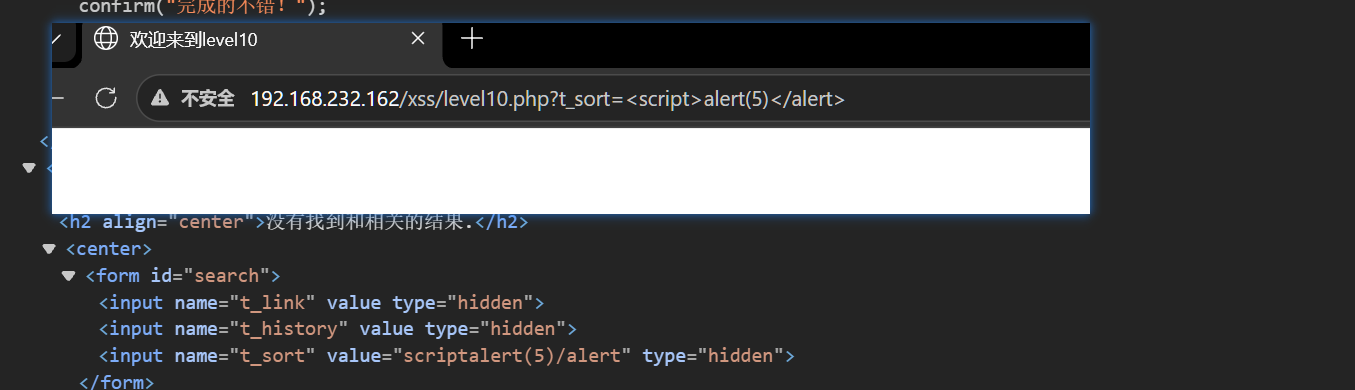 confirm("完成的不错！");
欢迎来到level10
不安全 192.168.232.162/xss/level10.php?t_sort=<script>alert(5)</alert>
<
<
<h2 align="center">没有找到和相关的结果.</h2>
<center>
<form id="search">
<input name="t_link" value type="hidden">
<input name="t_history" value type="hidden">
<input name="t_sort" value="scriptalert(5)/alert" type="hidden">
</form>